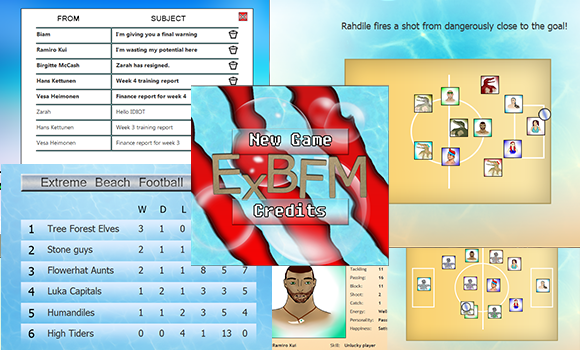 FROM SUBJECT
Biam I'm giving you a final warning
Ramiro Kui I'm wasting my potential here
Birgitte McCash Zarah has resigned.
Hans Kettunen Week 4 training report
Vesa Heimonen Finance report for week 4
Zarah Hello IDIOT
Hans Kettunen Week 3 training report
Vesa Heimonen Finance report for week 3
Rahdile fires a shot from dangerously close to the goal!
New Game
ExBFM
Credits
Extreme Beach Football
W D L
1 Tree Forest Elves 3 1 0
2 Stone guys 2 1 1
3 Flowerhat Aunts 2 1 1 8 5 7
4 Luka Capitals 1 2 1 3 3 5
5 Humandiles 1 1 2 3 5 4
6 High Tiders 0 0 4 1 13 0
Tackling 11
Passing: 16
Block: 11
Shoot: 2
Catch: 1
Energy: Well
Personality: Pass
Happiness: Satis
Ramiro Kui Skill: Unlucky player